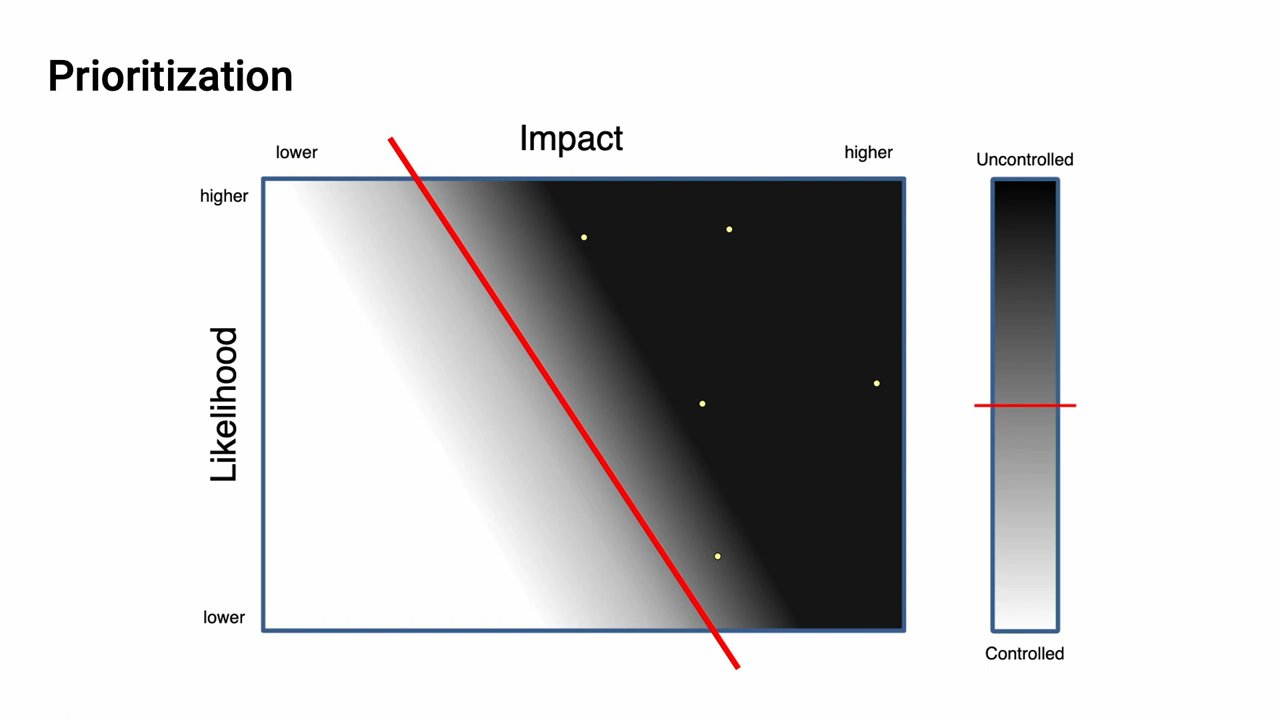 Prioritization
Impact
lower
higher
Uncontrolled
higher
Likelihood
lower
Controlled